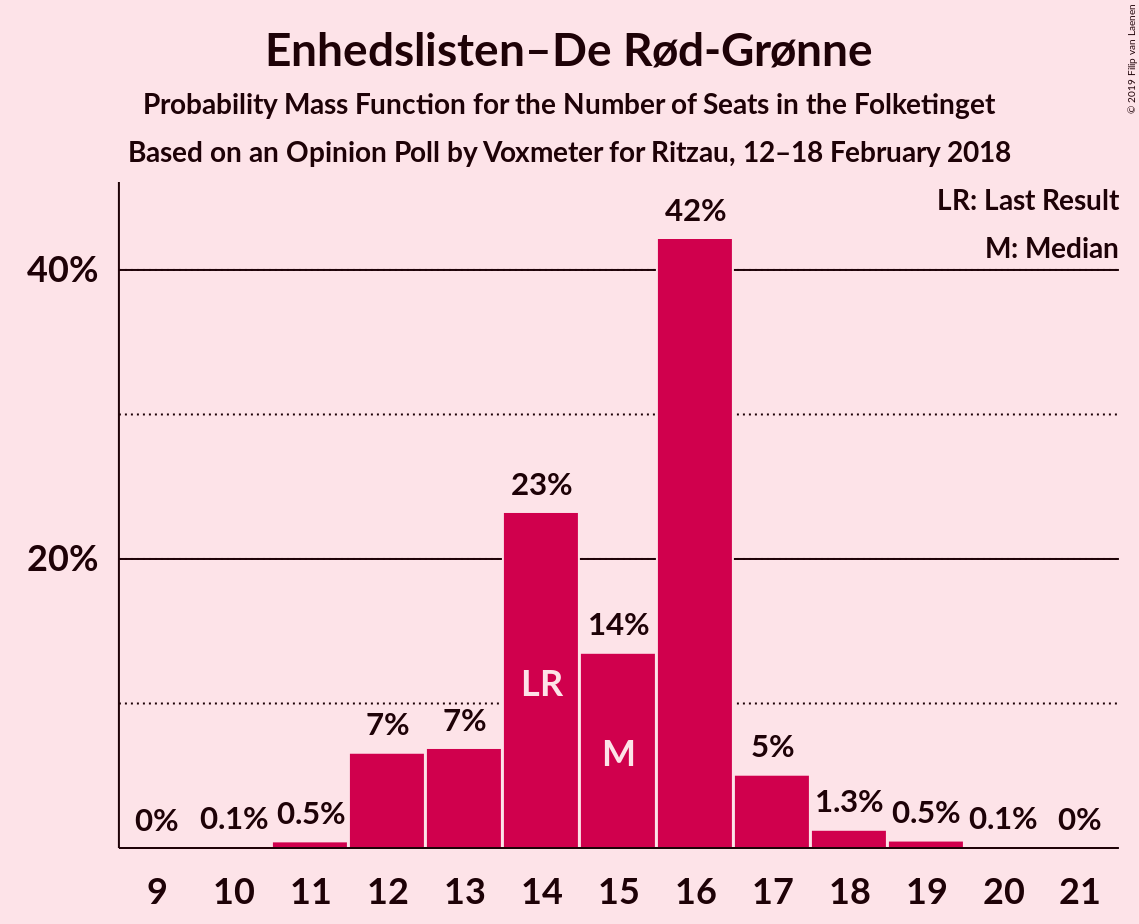 Enhedslisten–De Rød-Grønne
Probability Mass Function for the Number of Seats in the Folketinget
Based on an Opinion Poll by Voxmeter for Ritzau, 12–18 February 2018
© 2019 Filip van Laenen
LR: Last Result
M: Median
40%
20%
0%
0.1%
0.5%
7%
7%
23%
14%
42%
5%
1.3%
0.5%
0.1%
0%
LR
M
9 10 11 12 13 14 15 16 17 18 19 20 21